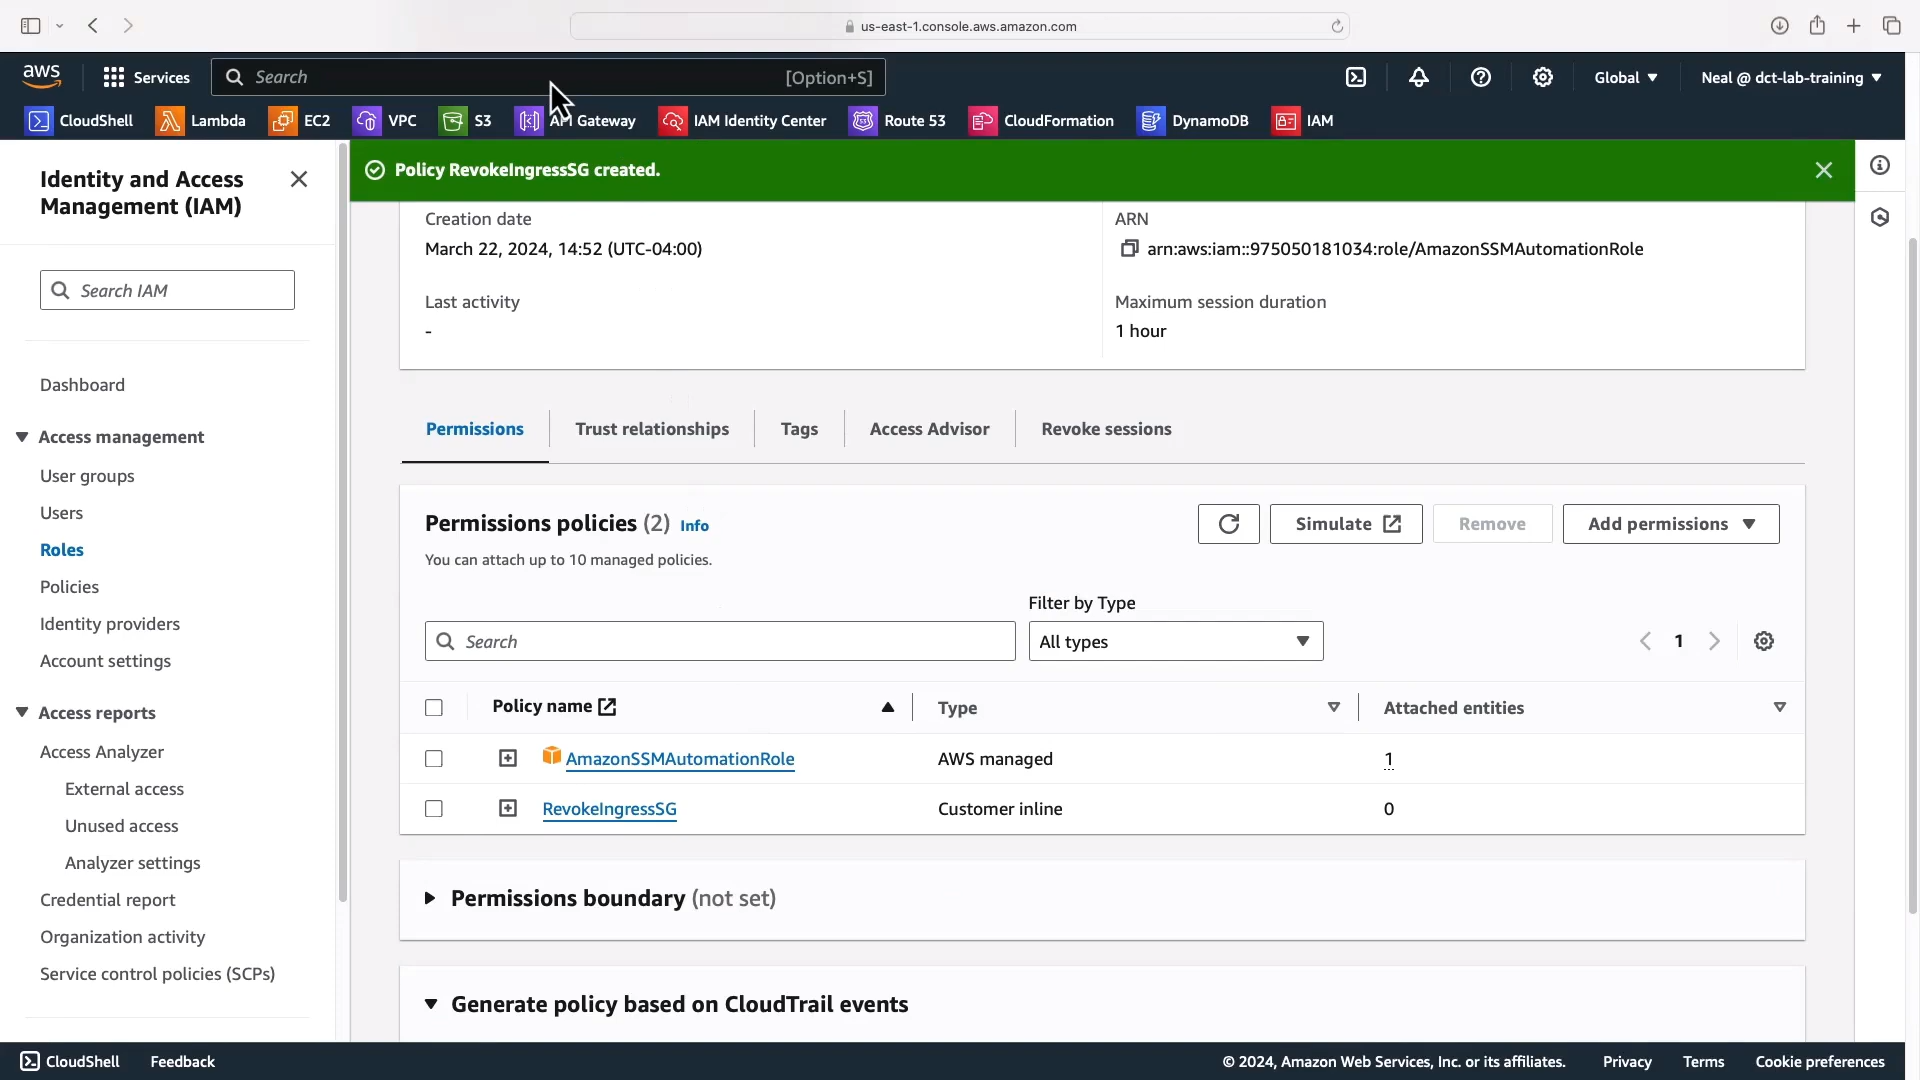 us-east-1.console.aws.amazon.com
aws
Services
Search
[Option+S]
Global
Neal @ dct-lab-training
CloudShell
Lambda
EC2
VPC
S3
API Gateway
IAM Identity Center
Route 53
CloudFormation
DynamoDB
IAM
Identity and Access
Management (IAM)
Search IAM
Dashboard
Access management
User groups
Users
Roles
Policies
Identity providers
Account settings
Access reports
Access Analyzer
External access
Unused access
Analyzer settings
Credential report
Organization activity
Service control policies (SCPs)
Policy RevokeIngressSG created.
Creation date
March 22, 2024, 14:52 (UTC-04:00)
ARN
arn:aws:iam::975050181034:role/AmazonSSMAutomationRole
Last activity
-
Maximum session duration
1 hour
Permissions
Trust relationships
Tags
Access Advisor
Revoke sessions
Permissions policies (2) Info
You can attach up to 10 managed policies.
Simulate
Remove
Add permissions
Filter by Type
Search
All types
1
Policy name
Type
Attached entities
AmazonSSMAutomationRole
AWS managed
1
RevokeIngressSG
Customer inline
0
Permissions boundary (not set)
Generate policy based on CloudTrail events
CloudShell
Feedback
© 2024, Amazon Web Services, Inc. or its affiliates.
Privacy
Terms
Cookie preferences